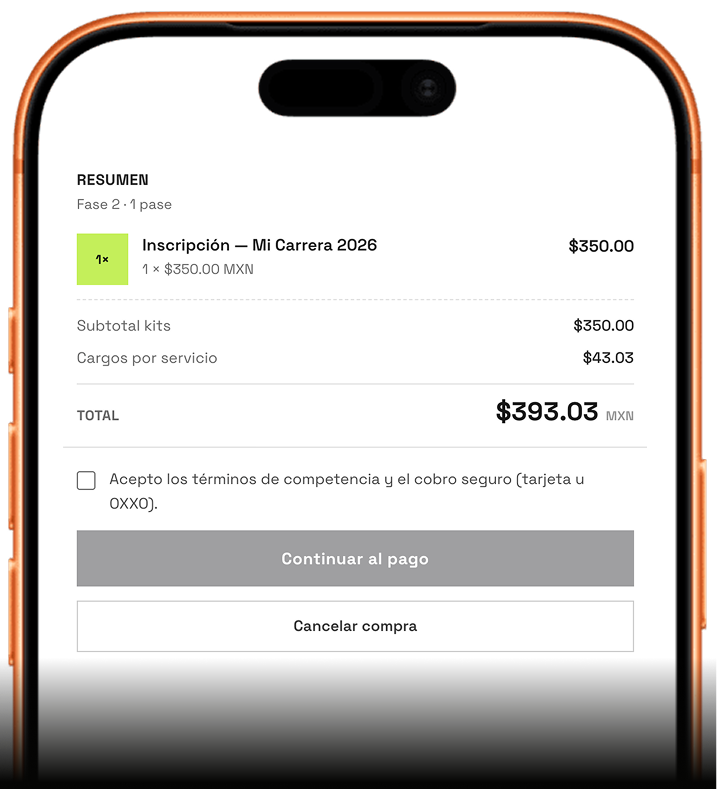 RESUMEN
Fase 2 · 1 pase
1×
Inscripción — Mi Carrera 2026
$350.00
1 × $350.00 MXN
Subtotal kits
$350.00
Cargos por servicio
$43.03
TOTAL
$393.03 MXN
Acepto los términos de competencia y el cobro seguro (tarjeta u
OXXO).
Continuar al pago
Cancelar compra